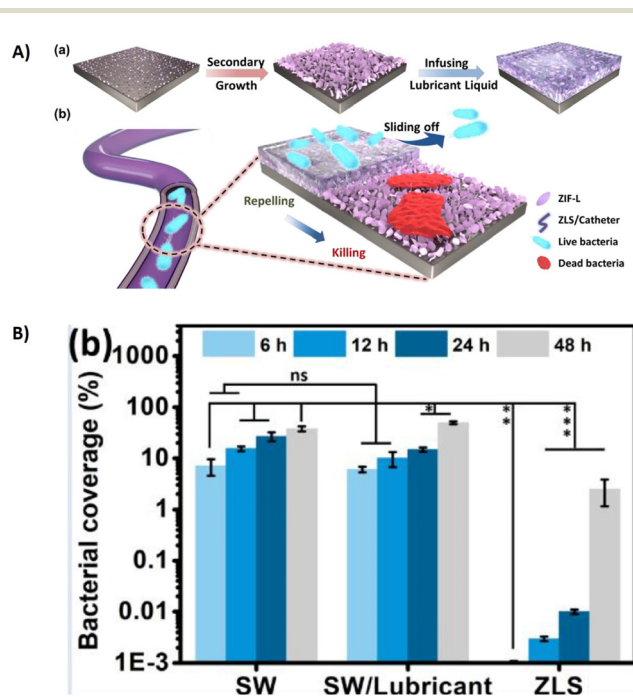 A)
(a)
Secondary
Growth
Infusing
Lubricant Liquid
(b)
Sliding off
Repelling
Killing
ZIF-L
ZLS/Catheter
Live bacteria
Dead bacteria
B)
(b)
6 h 12 h 24 h 48 h
Bacterial coverage (%)
1000
100
10
1
0.1
0.01
1E-3
ns
*
**
***
SW SW/Lubricant ZLS